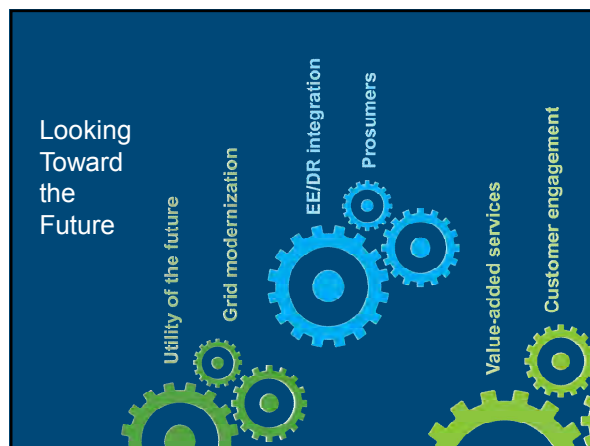 Looking
Toward
the
Future
Utility of the future
Grid modernization
EE/DR integration
Prosumers
Value-added services
Customer engagement